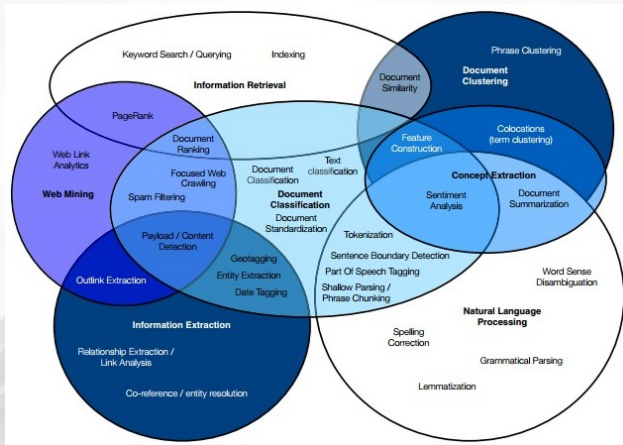 Keyword Search / Querying
Indexing
Information Retrieval
Phrase Clustering
Document
Clustering
Document
Similarity
PageRank
Document
Ranking
Web Link
Analytics
Web Mining
Focused Web
Crawling
Spam Filtering
Document
Classification
Text
classification
Document
Classification
Document
Standardization
Feature
Construction
Colocations
(term clustering)
Concept Extraction
Sentiment
Analysis
Document
Summarization
Payload / Content
Detection
Tokenization
Geotagging
Entity Extraction
Date Tagging
Sentence Boundary Detection
Part Of Speech Tagging
Shallow Parsing /
Phrase Chunking
Outlink Extraction
Word Sense
Disambiguation
Natural Language
Processing
Information Extraction
Relationship Extraction /
Link Analysis
Co-reference / entity resolution
Spelling
Correction
Grammatical Parsing
Lemmatization